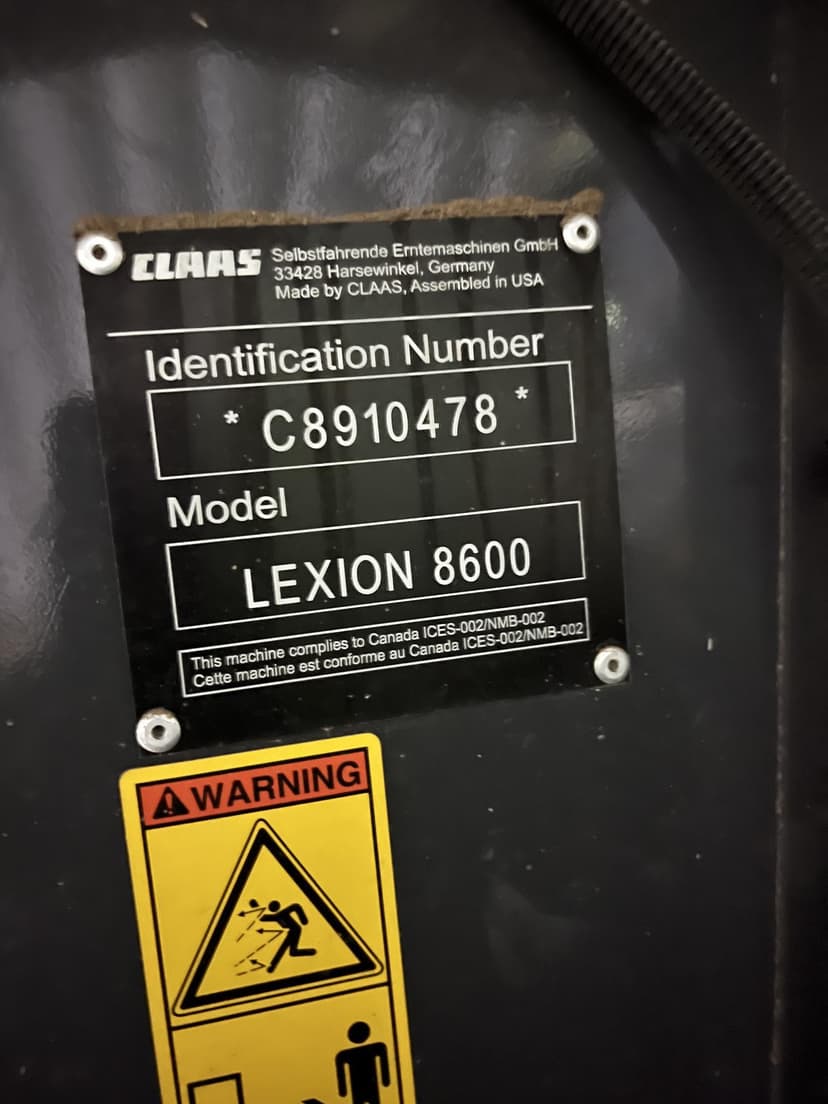 CLAAS Selbstfahrende Erntemaschinen GmbH
33428 Harsewinkel, Germany
Made by CLAAS, Assembled in USA
Identification Number
* C8910478 *
Model
LEXION 8600
This machine complies to Canada ICES-002/NMB-002
Cette machine est conforme au Canada ICES-002/NMB-002
WARNING